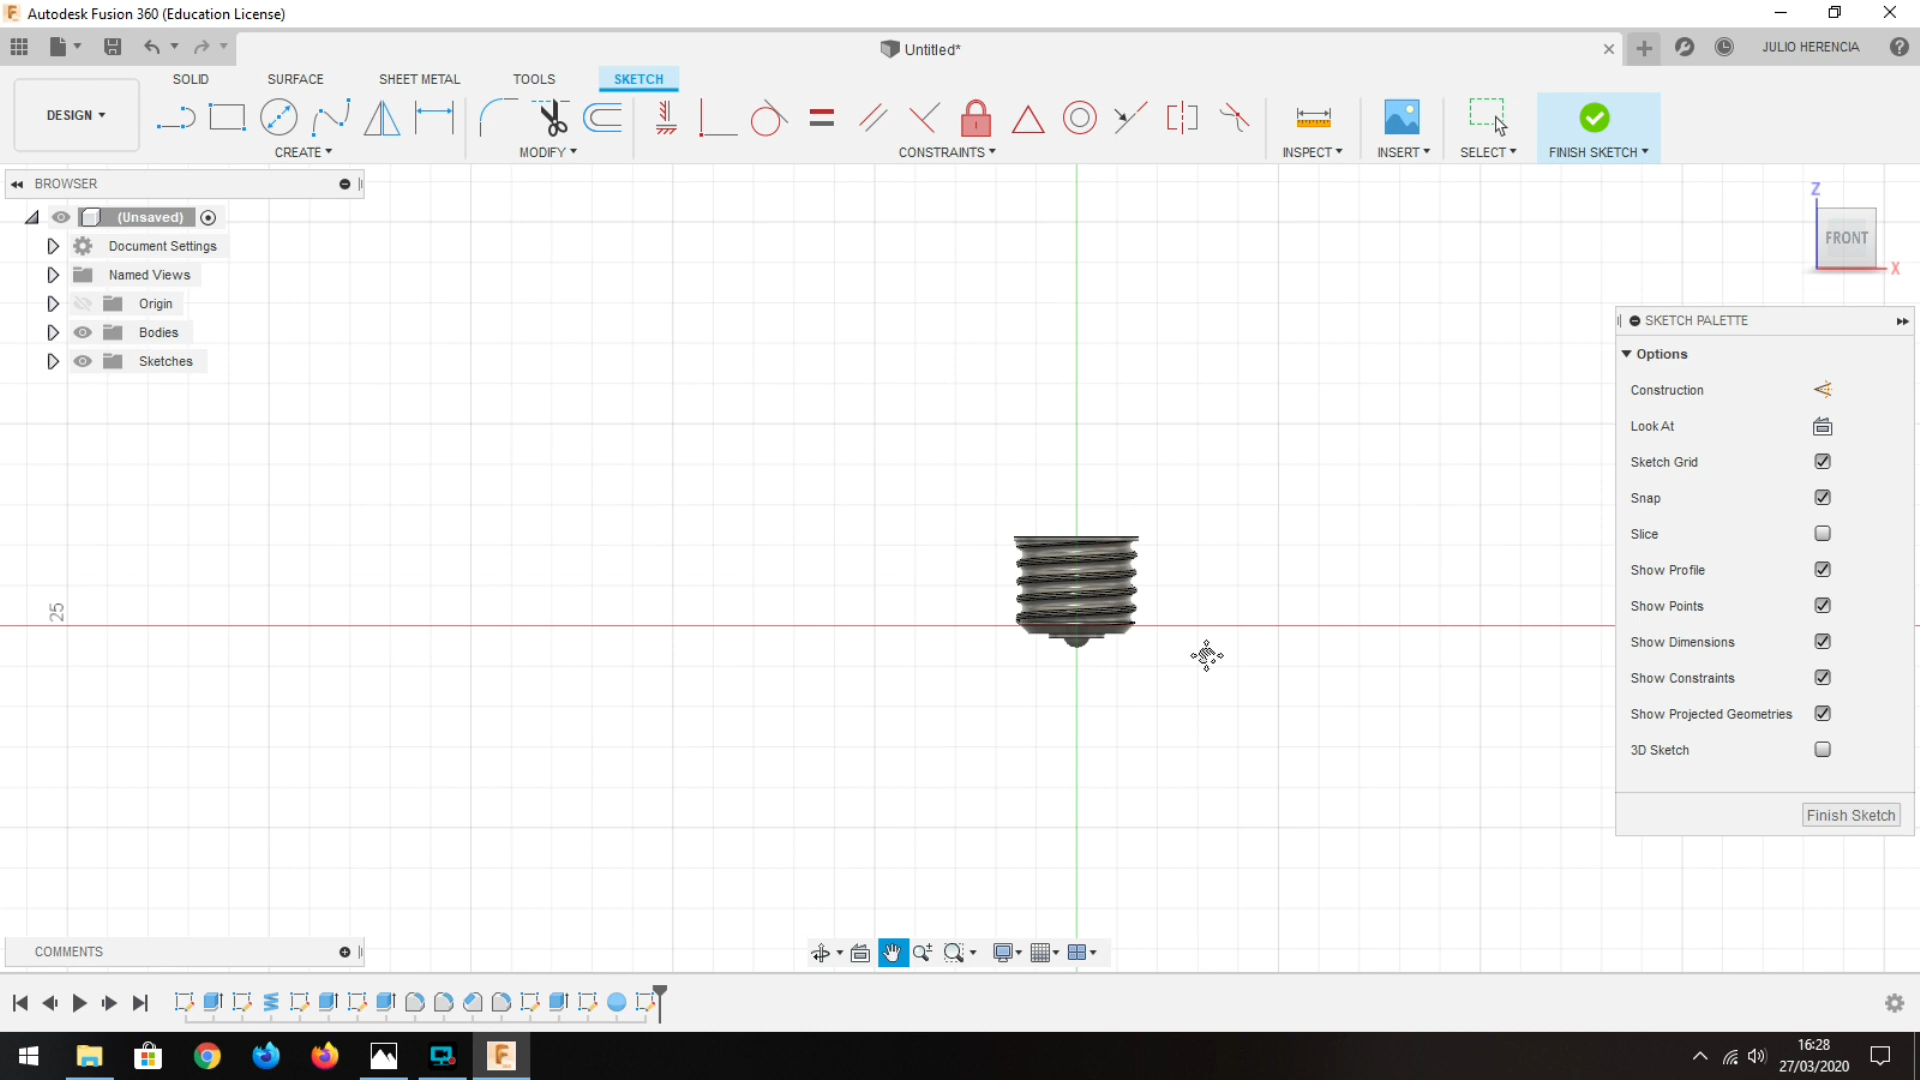 Autodesk Fusion 360 (Education License)
Untitled*
JULIO HERENCIA
SOLID
SURFACE
SHEET METAL
TOOLS
SKETCH
DESIGN
CREATE
MODIFY
CONSTRAINTS
INSPECT
INSERT
SELECT
FINISH SKETCH
BROWSER
(Unsaved)
Document Settings
Named Views
Origin
Bodies
Sketches
Z
FRONT
X
SKETCH PALETTE
Options
Construction
Look At
Sketch Grid
Snap
Slice
Show Profile
Show Points
Show Dimensions
Show Constraints
Show Projected Geometries
3D Sketch
Finish Sketch
25
COMMENTS
16:28
27/03/2020